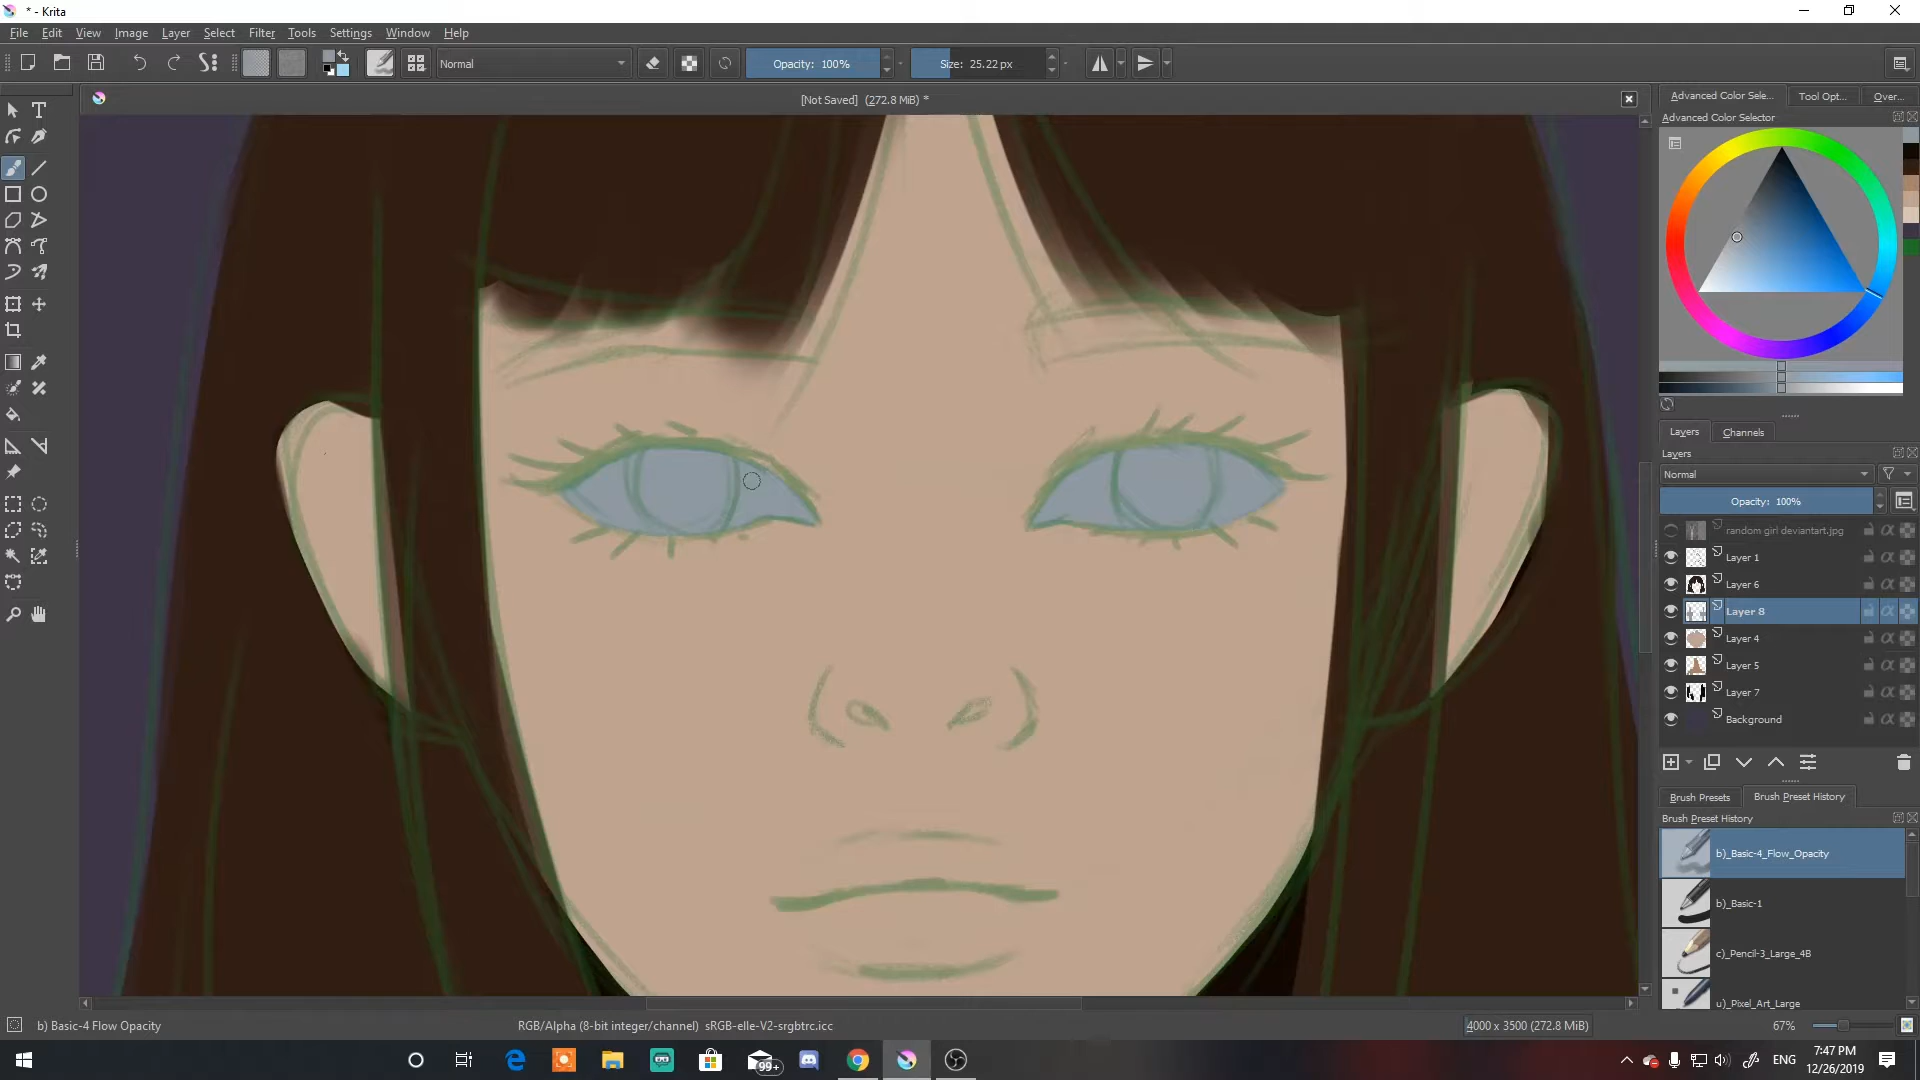 * - Krita
File Edit View Image Layer Select Filter Tools Settings Window Help
Normal
Opacity: 100%
Size: 25.22 px
[Not Saved] (272.8 MiB) *
Advanced Color Sele... Tool Opt... Over...
Advanced Color Selector
Layers Channels
Layers
Normal
Opacity: 100%
random girl deviantart.jpg
Layer 1
Layer 6
Layer 8
Layer 4
Layer 5
Layer 7
Background
Brush Presets Brush Preset History
Brush Preset History
b)_Basic-4_Flow_Opacity
b)_Basic-1
c)_Pencil-3_Large_4B
u)_Pixel_Art_Large
b) Basic-4 Flow Opacity
RGB/Alpha (8-bit integer/channel) sRGB-elle-V2-srgbtrc.icc
4000 x 3500 (272.8 MiB)
67%
99+
ENG
7:47 PM
12/26/2019